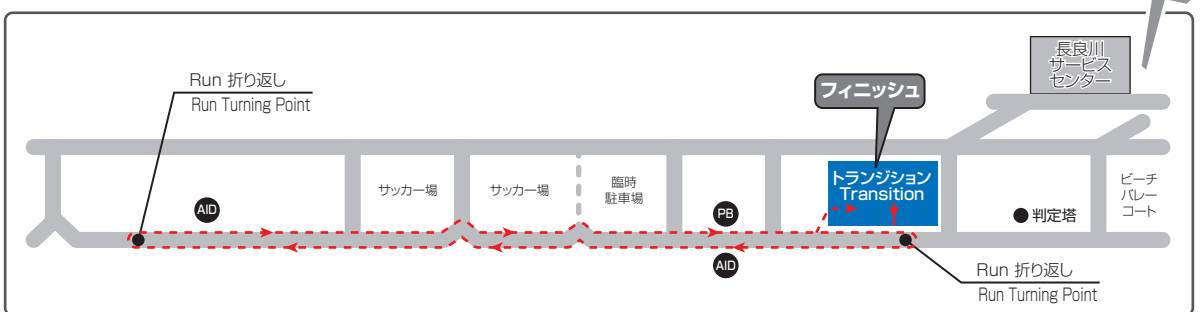 長良川
サービス
センター
Run 折り返し
Run Turning Point
フィニッシュ
トランジション
Transition
サッカー場
サッカー場
臨時
駐車場
ビーチ
バレー
コート
AID
PB
判定塔
AID
Run 折り返し
Run Turning Point